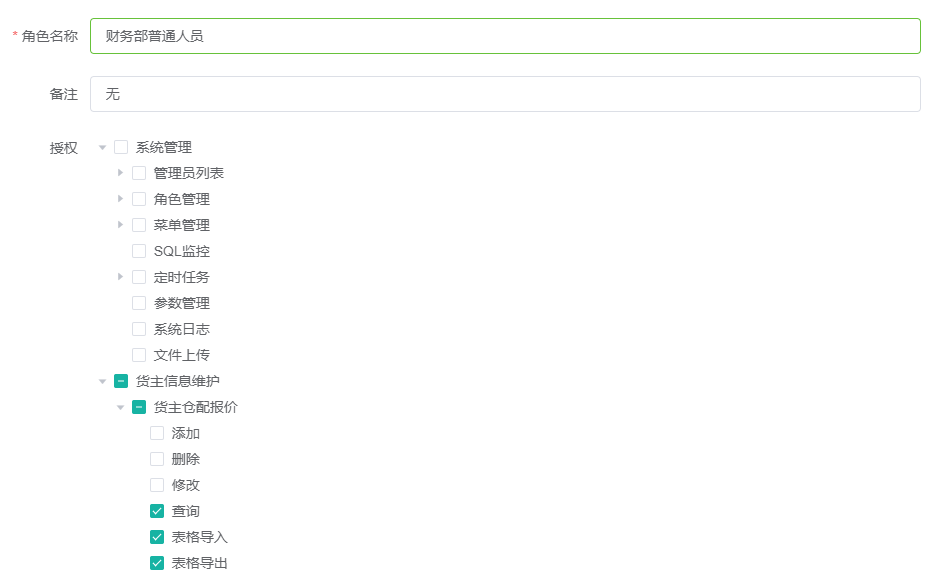 * 角色名称 财务部普通人员
备注 无
授权 系统管理
管理员列表
角色管理
菜单管理
SQL监控
定时任务
参数管理
系统日志
文件上传
货主信息维护
货主仓配报价
添加
删除
修改
查询
表格导入
表格导出